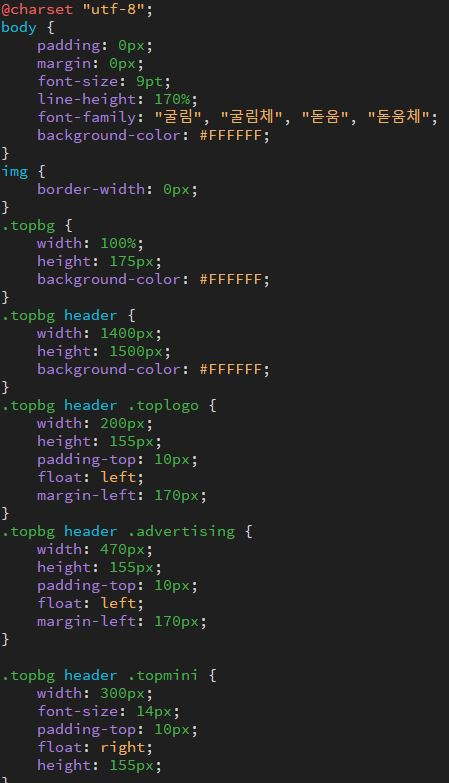 @charset "utf-8";
body {
    padding: 0px;
    margin: 0px;
    font-size: 9pt;
    line-height: 170%;
    font-family: "굴림", "굴림체", "돋움", "돋움체";
    background-color: #FFFFFF;
}
img {
    border-width: 0px;
}
.topbg {
    width: 100%;
    height: 175px;
    background-color: #FFFFFF;
}
.topbg header {
    width: 1400px;
    height: 1500px;
    background-color: #FFFFFF;
}
.topbg header .toplogo {
    width: 200px;
    height: 155px;
    padding-top: 10px;
    float: left;
    margin-left: 170px;
}
.topbg header .advertising {
    width: 470px;
    height: 155px;
    padding-top: 10px;
    float: left;
    margin-left: 170px;
}

.topbg header .topmini {
    width: 300px;
    font-size: 14px;
    padding-top: 10px;
    float: right;
    height: 155px;
}